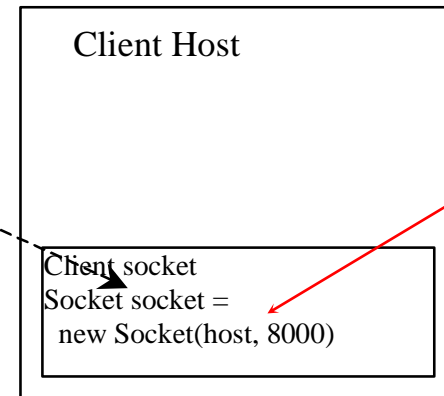 Client Host
Client socket
Socket socket =
new Socket(host, 8000)